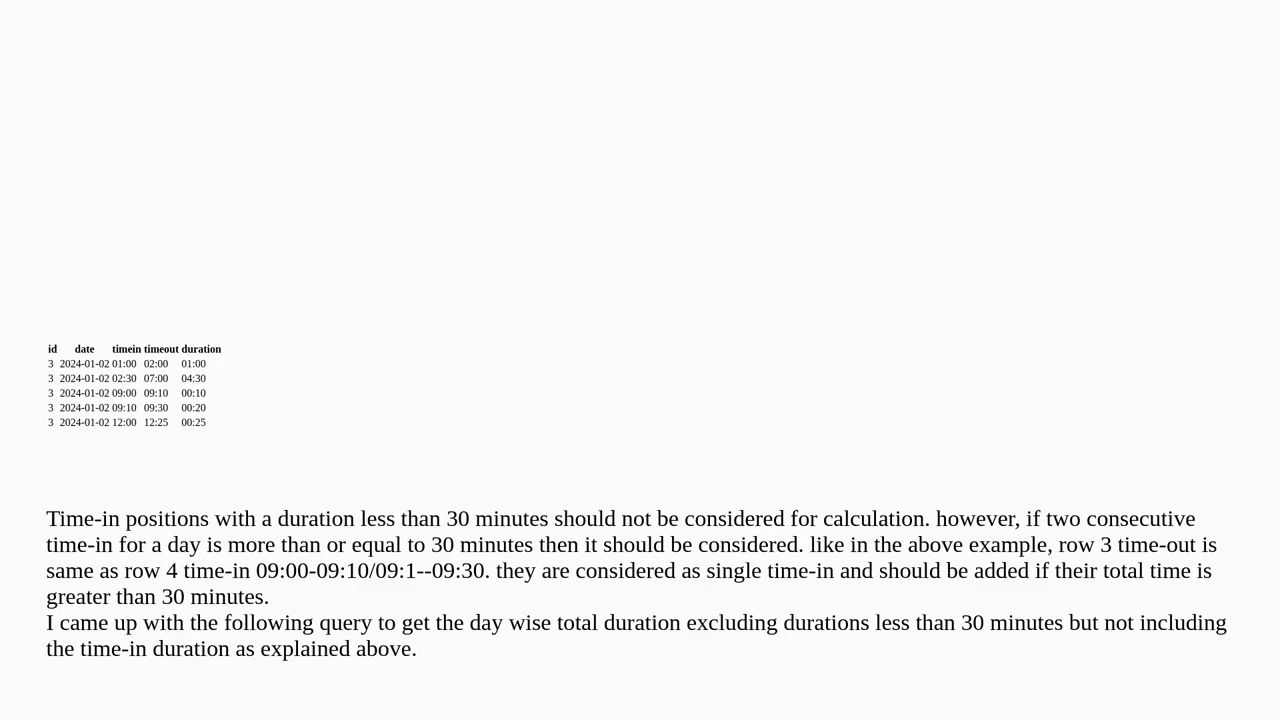 id date timein timeout duration
3 2024-01-02 01:00 02:00 01:00
3 2024-01-02 02:30 07:00 04:30
3 2024-01-02 09:00 09:10 00:10
3 2024-01-02 09:10 09:30 00:20
3 2024-01-02 12:00 12:25 00:25
Time-in positions with a duration less than 30 minutes should not be considered for calculation. however, if two consecutive
time-in for a day is more than or equal to 30 minutes then it should be considered. like in the above example, row 3 time-out is
same as row 4 time-in 09:00-09:10/09:1--09:30. they are considered as single time-in and should be added if their total time is
greater than 30 minutes.
I came up with the following query to get the day wise total duration excluding durations less than 30 minutes but not including
the time-in duration as explained above.